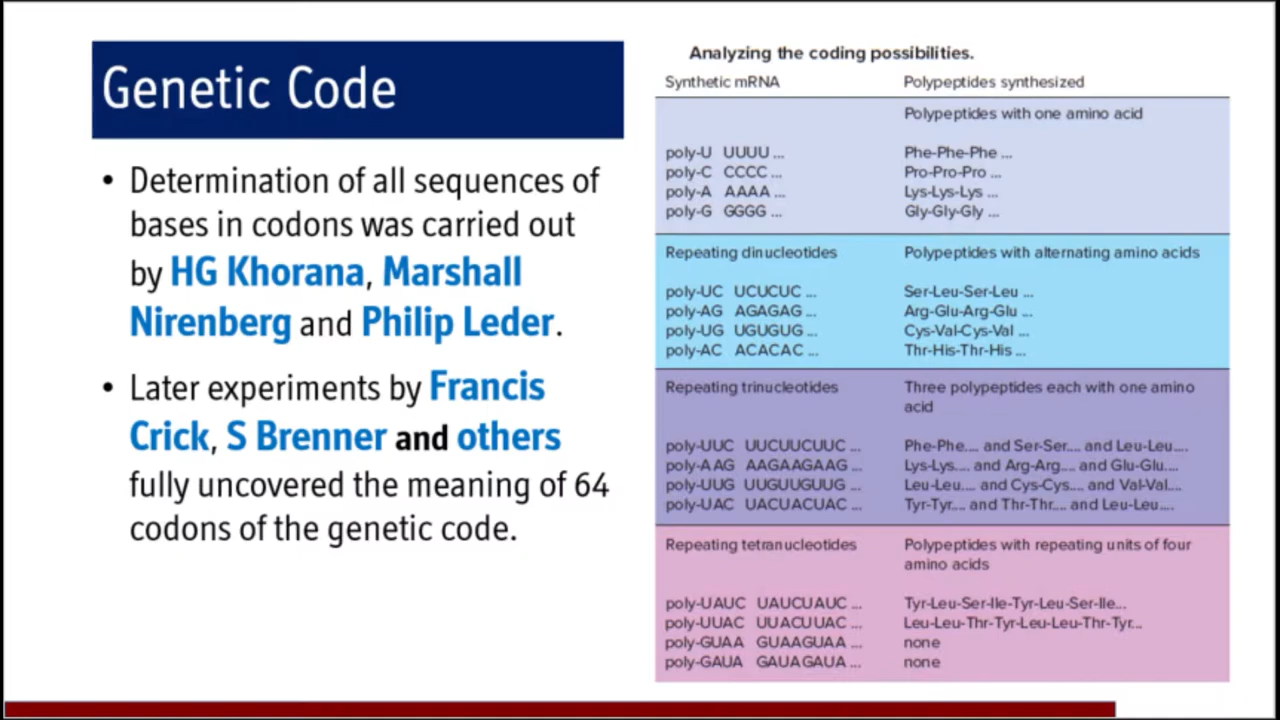 Genetic Code
• Determination of all sequences of
bases in codons was carried out
by HG Khorana, Marshall
Nirenberg and Philip Leder.
• Later experiments by Francis
Crick, S Brenner and others
fully uncovered the meaning of 64
codons of the genetic code.
Analyzing the coding possibilities.
Synthetic mRNA Polypeptides synthesized
Polypeptides with one amino acid
poly-U UUUU ... Phe-Phe-Phe ...
poly-C CCCC ... Pro-Pro-Pro ...
poly-A AAAA ... Lys-Lys-Lys ...
poly-G GGGG ... Gly-Gly-Gly ...
Repeating dinucleotides Polypeptides with alternating amino acids
poly-UC UCUCUC ... Ser-Leu-Ser-Leu ...
poly-AG AGAGAG ... Arg-Glu-Arg-Glu ...
poly-UG UGUGUG ... Cys-Val-Cys-Val ...
poly-AC ACACAC ... Thr-His-Thr-His ...
Repeating trinucleotides Three polypeptides each with one amino
acid
poly-UUC UUCUUCUUC ... Phe-Phe.... and Ser-Ser.... and Leu-Leu....
poly-AAG AAGAAGAAG ... Lys-Lys.... and Arg-Arg.... and Glu-Glu....
poly-UUG UUGUUGUUG ... Leu-Leu.... and Cys-Cys.... and Val-Val....
poly-UAC UACUACUAC ... Tyr-Tyr.... and Thr-Thr.... and Leu-Leu....
Repeating tetranucleotides Polypeptides with repeating units of four
amino acids
poly-UAUC UAUCUAUC ... Tyr-Leu-Ser-Ile-Tyr-Leu-Ser-Ile...
poly-UUAC UUACUUAC ... Leu-Leu-Thr-Tyr-Leu-Leu-Thr-Tyr...
poly-GUAA GUAAGUAA ... none
poly-GAUA GAUAGAUA ... none